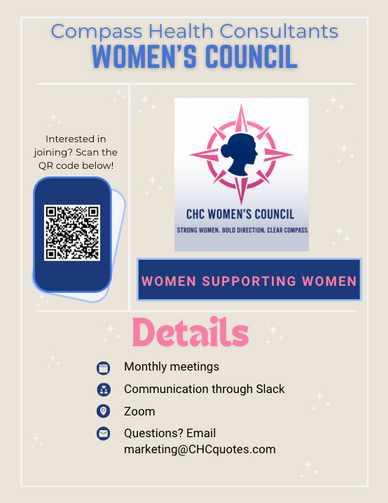 Compass Health Consultants
WOMEN'S COUNCIL
Interested in
joining? Scan the
QR code below!
CHC WOMEN'S COUNCIL
STRONG WOMEN. BOLD DIRECTION. CLEAR COMPASS.
WOMEN SUPPORTING WOMEN
Details
Monthly meetings
Communication through Slack
Zoom
Questions? Email
marketing@CHCquotes.com